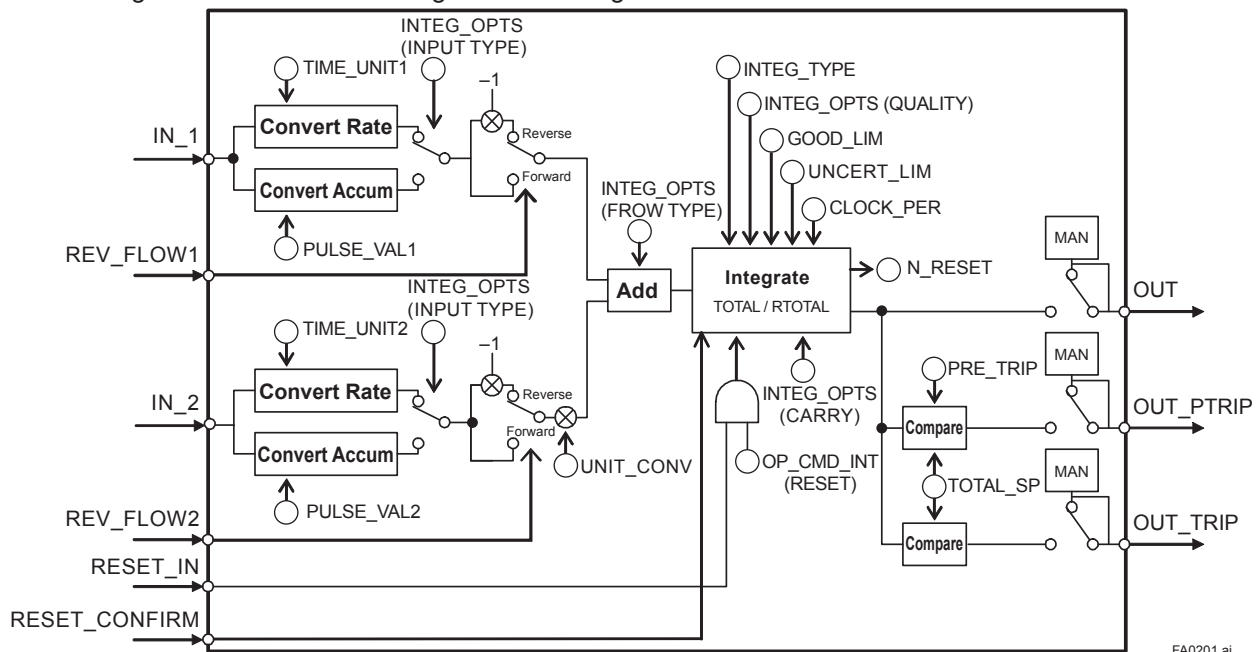 INTEG_OPTS
(INPUT TYPE)
TIME_UNIT1
–1
INTEG_TYPE
INTEG_OPTS (QUALITY)
IN_1
Convert Rate
Reverse
GOOD_LIM
Convert Accum
Forward
UNCERT_LIM
INTEG_OPTS
(FROW TYPE)
CLOCK_PER
PULSE_VAL1
REV_FLOW1
MAN
Integrate
TOTAL / RTOTAL
N_RESET
Add
OUT
INTEG_OPTS
(INPUT TYPE)
TIME_UNIT2
–1
MAN
PRE_TRIP
IN_2
Convert Rate
Reverse
INTEG_OPTS
(CARRY)
OUT_PTRIP
Convert Accum
Forward
Compare
UNIT_CONV
OP_CMD_INT
(RESET)
MAN
TOTAL_SP
PULSE_VAL2
REV_FLOW2
OUT_TRIP
Compare
RESET_IN
RESET_CONFIRM
FA0201.ai